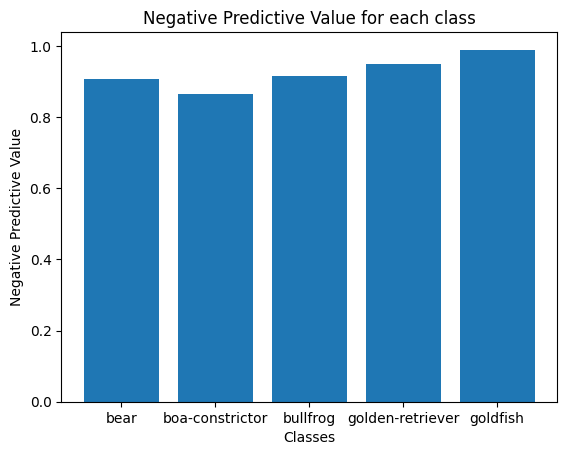 Negative Predictive Value for each class
1.0
0.8
0.6
0.4
0.2
0.0
Negative Predictive Value
bear boa-constrictor bullfrog golden-retriever goldfish
Classes